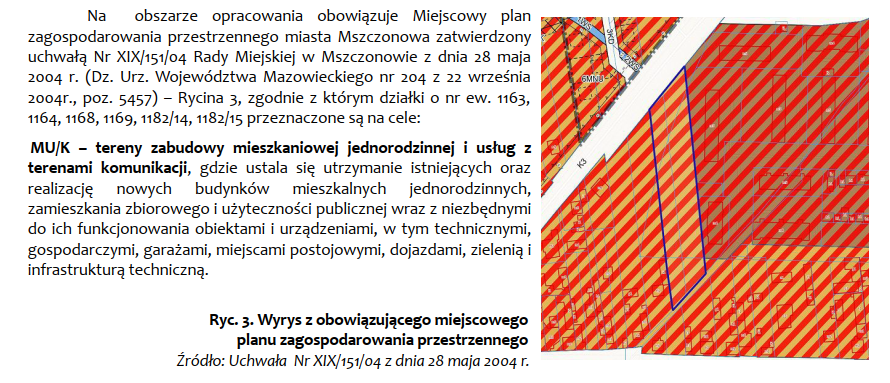 Na obszarze opracowania obowiązuje Miejscowy plan
zagospodarowania przestrzennego miasta Mszczonowa zatwierdzony
uchwałą Nr XIX/151/04 Rady Miejskiej w Mszczonowie z dnia 28 maja
2004 r. (Dz. Urz. Województwa Mazowieckiego nr 204 z 22 września
2004r., poz. 5457) – Rycina 3, zgodnie z którym działki o nr ew. 1163,
1164, 1168, 1169, 1182/14, 1182/15 przeznaczone są na cele:
MU/K – tereny zabudowy mieszkaniowej jednorodzinnej i usług z
terenami komunikacji, gdzie ustala się utrzymanie istniejących oraz
realizację nowych budynków mieszkalnych jednorodzinnych,
zamieszkania zbiorowego i użyteczności publicznej wraz z niezbędnymi
do ich funkcjonowania obiektami i urządzeniami, w tym technicznymi,
gospodarczymi, garażami, miejscami postojowymi, dojazdami, zielenią i
infrastrukturą techniczną.
Ryc. 3. Wyrys z obowiązującego miejscowego
planu zagospodarowania przestrzennego
Źródło: Uchwała Nr XIX/151/04 z dnia 28 maja 2004 r.
3KD
6MN8
K3